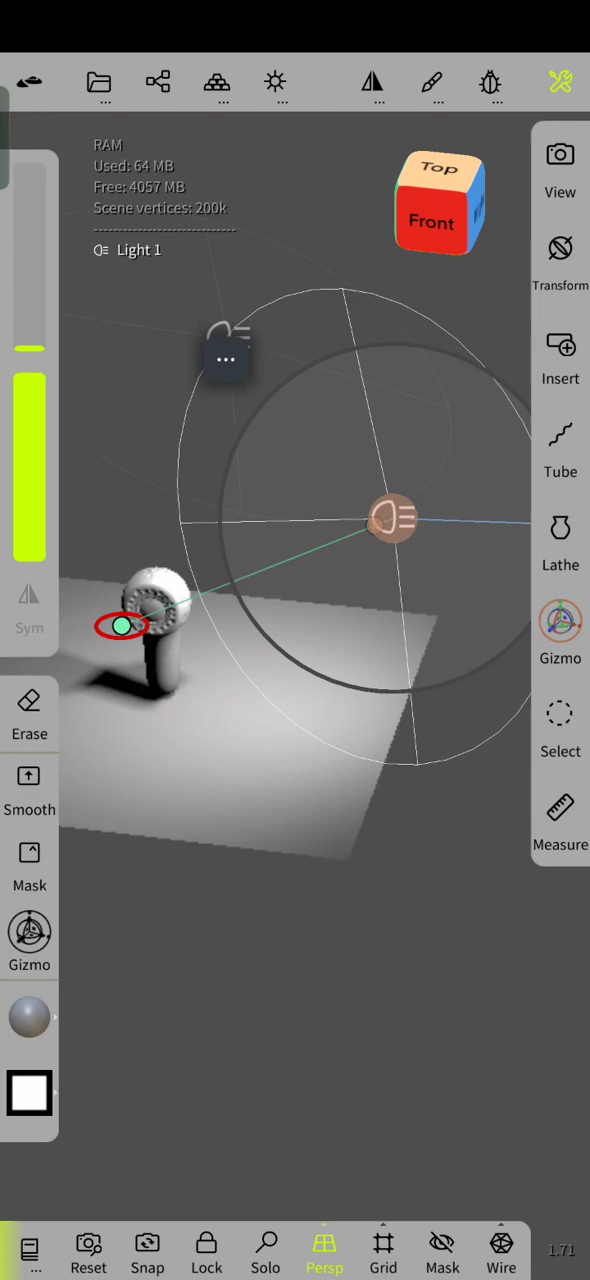 RAM
Used: 64 MB
Free: 4057 MB
Scene vertices: 200k
-----------------------------
Light 1
Top
Front
View
Transform
Insert
Tube
Lathe
Gizmo
Select
Measure
Sym
Erase
Smooth
Mask
Gizmo
Reset
Snap
Lock
Solo
Persp
Grid
Mask
Wire
1.71